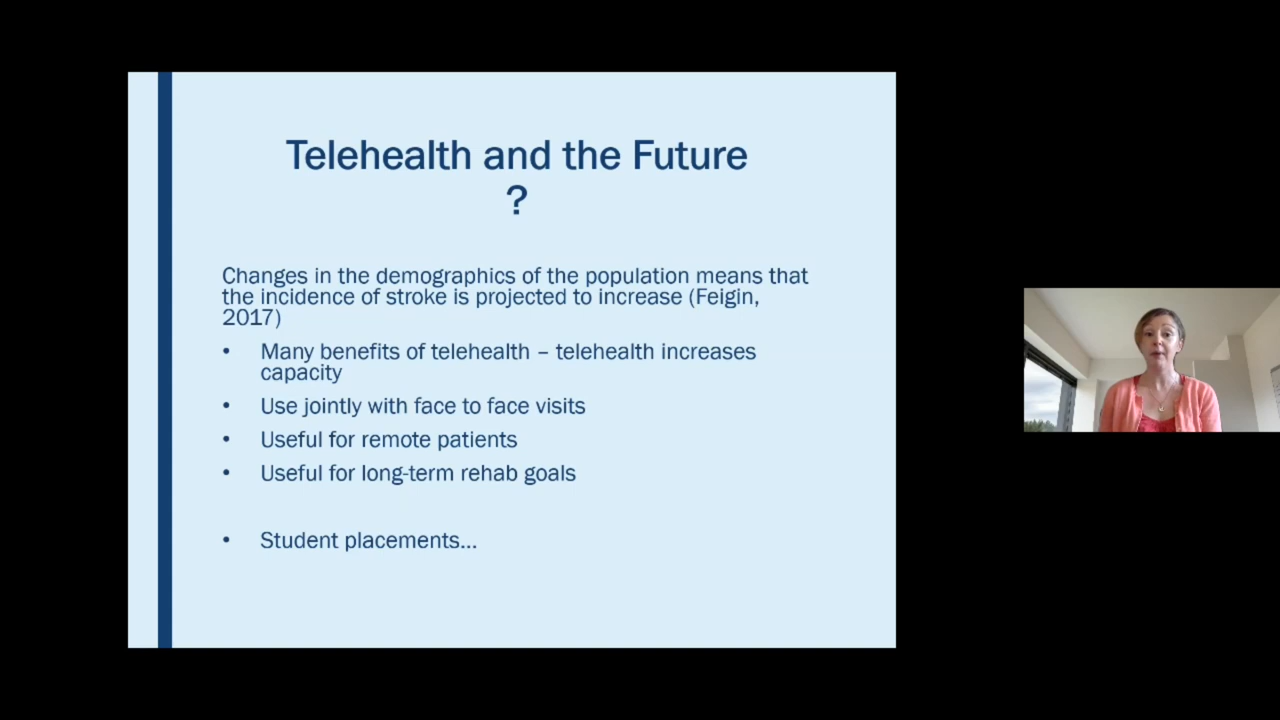 Telehealth and the Future
?
Changes in the demographics of the population means that
the incidence of stroke is projected to increase (Feigin,
2017)
• Many benefits of telehealth – telehealth increases
capacity
• Use jointly with face to face visits
• Useful for remote patients
• Useful for long-term rehab goals
• Student placements...